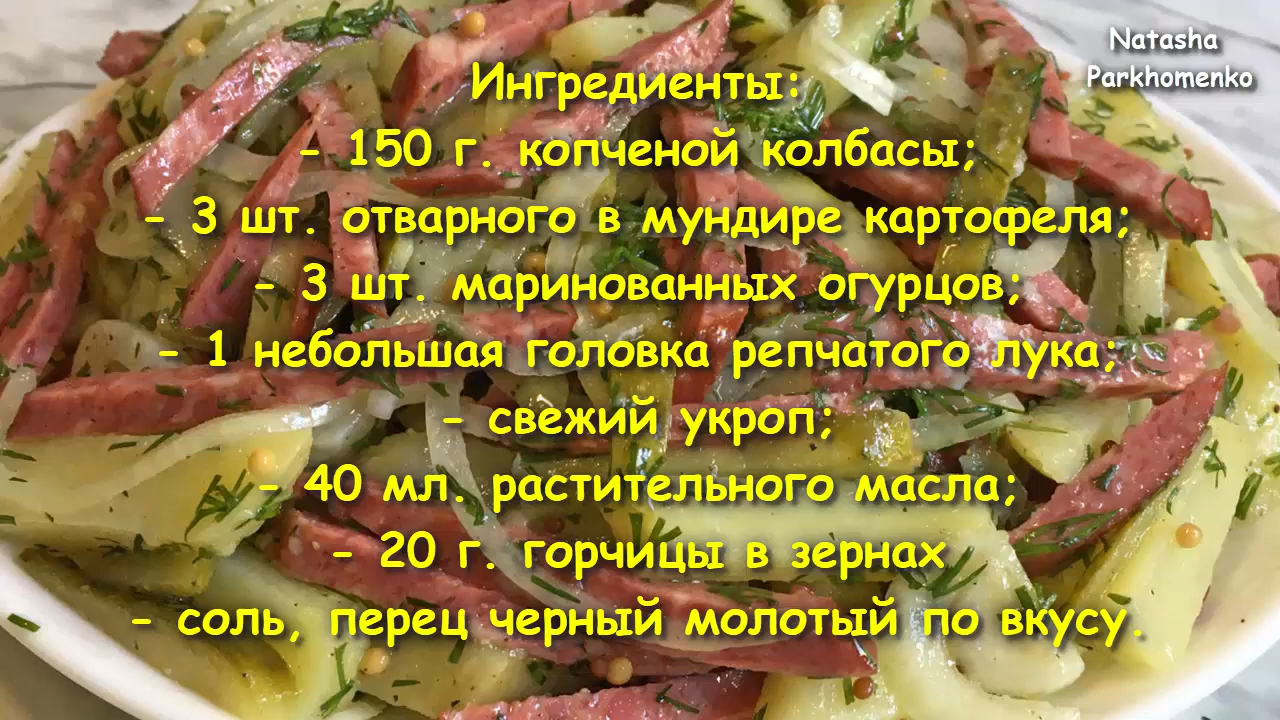 Natasha
Parkhomenko
Ингредиенты:
- 150 г. копченой колбасы;
- 3 шт. отварного в мундире картофеля;
- 3 шт. маринованных огурцов;
- 1 небольшая головка репчатого лука;
- свежий укроп;
- 40 мл. растительного масла;
- 20 г. горчицы в зернах
- соль, перец черный молотый по вкусу.